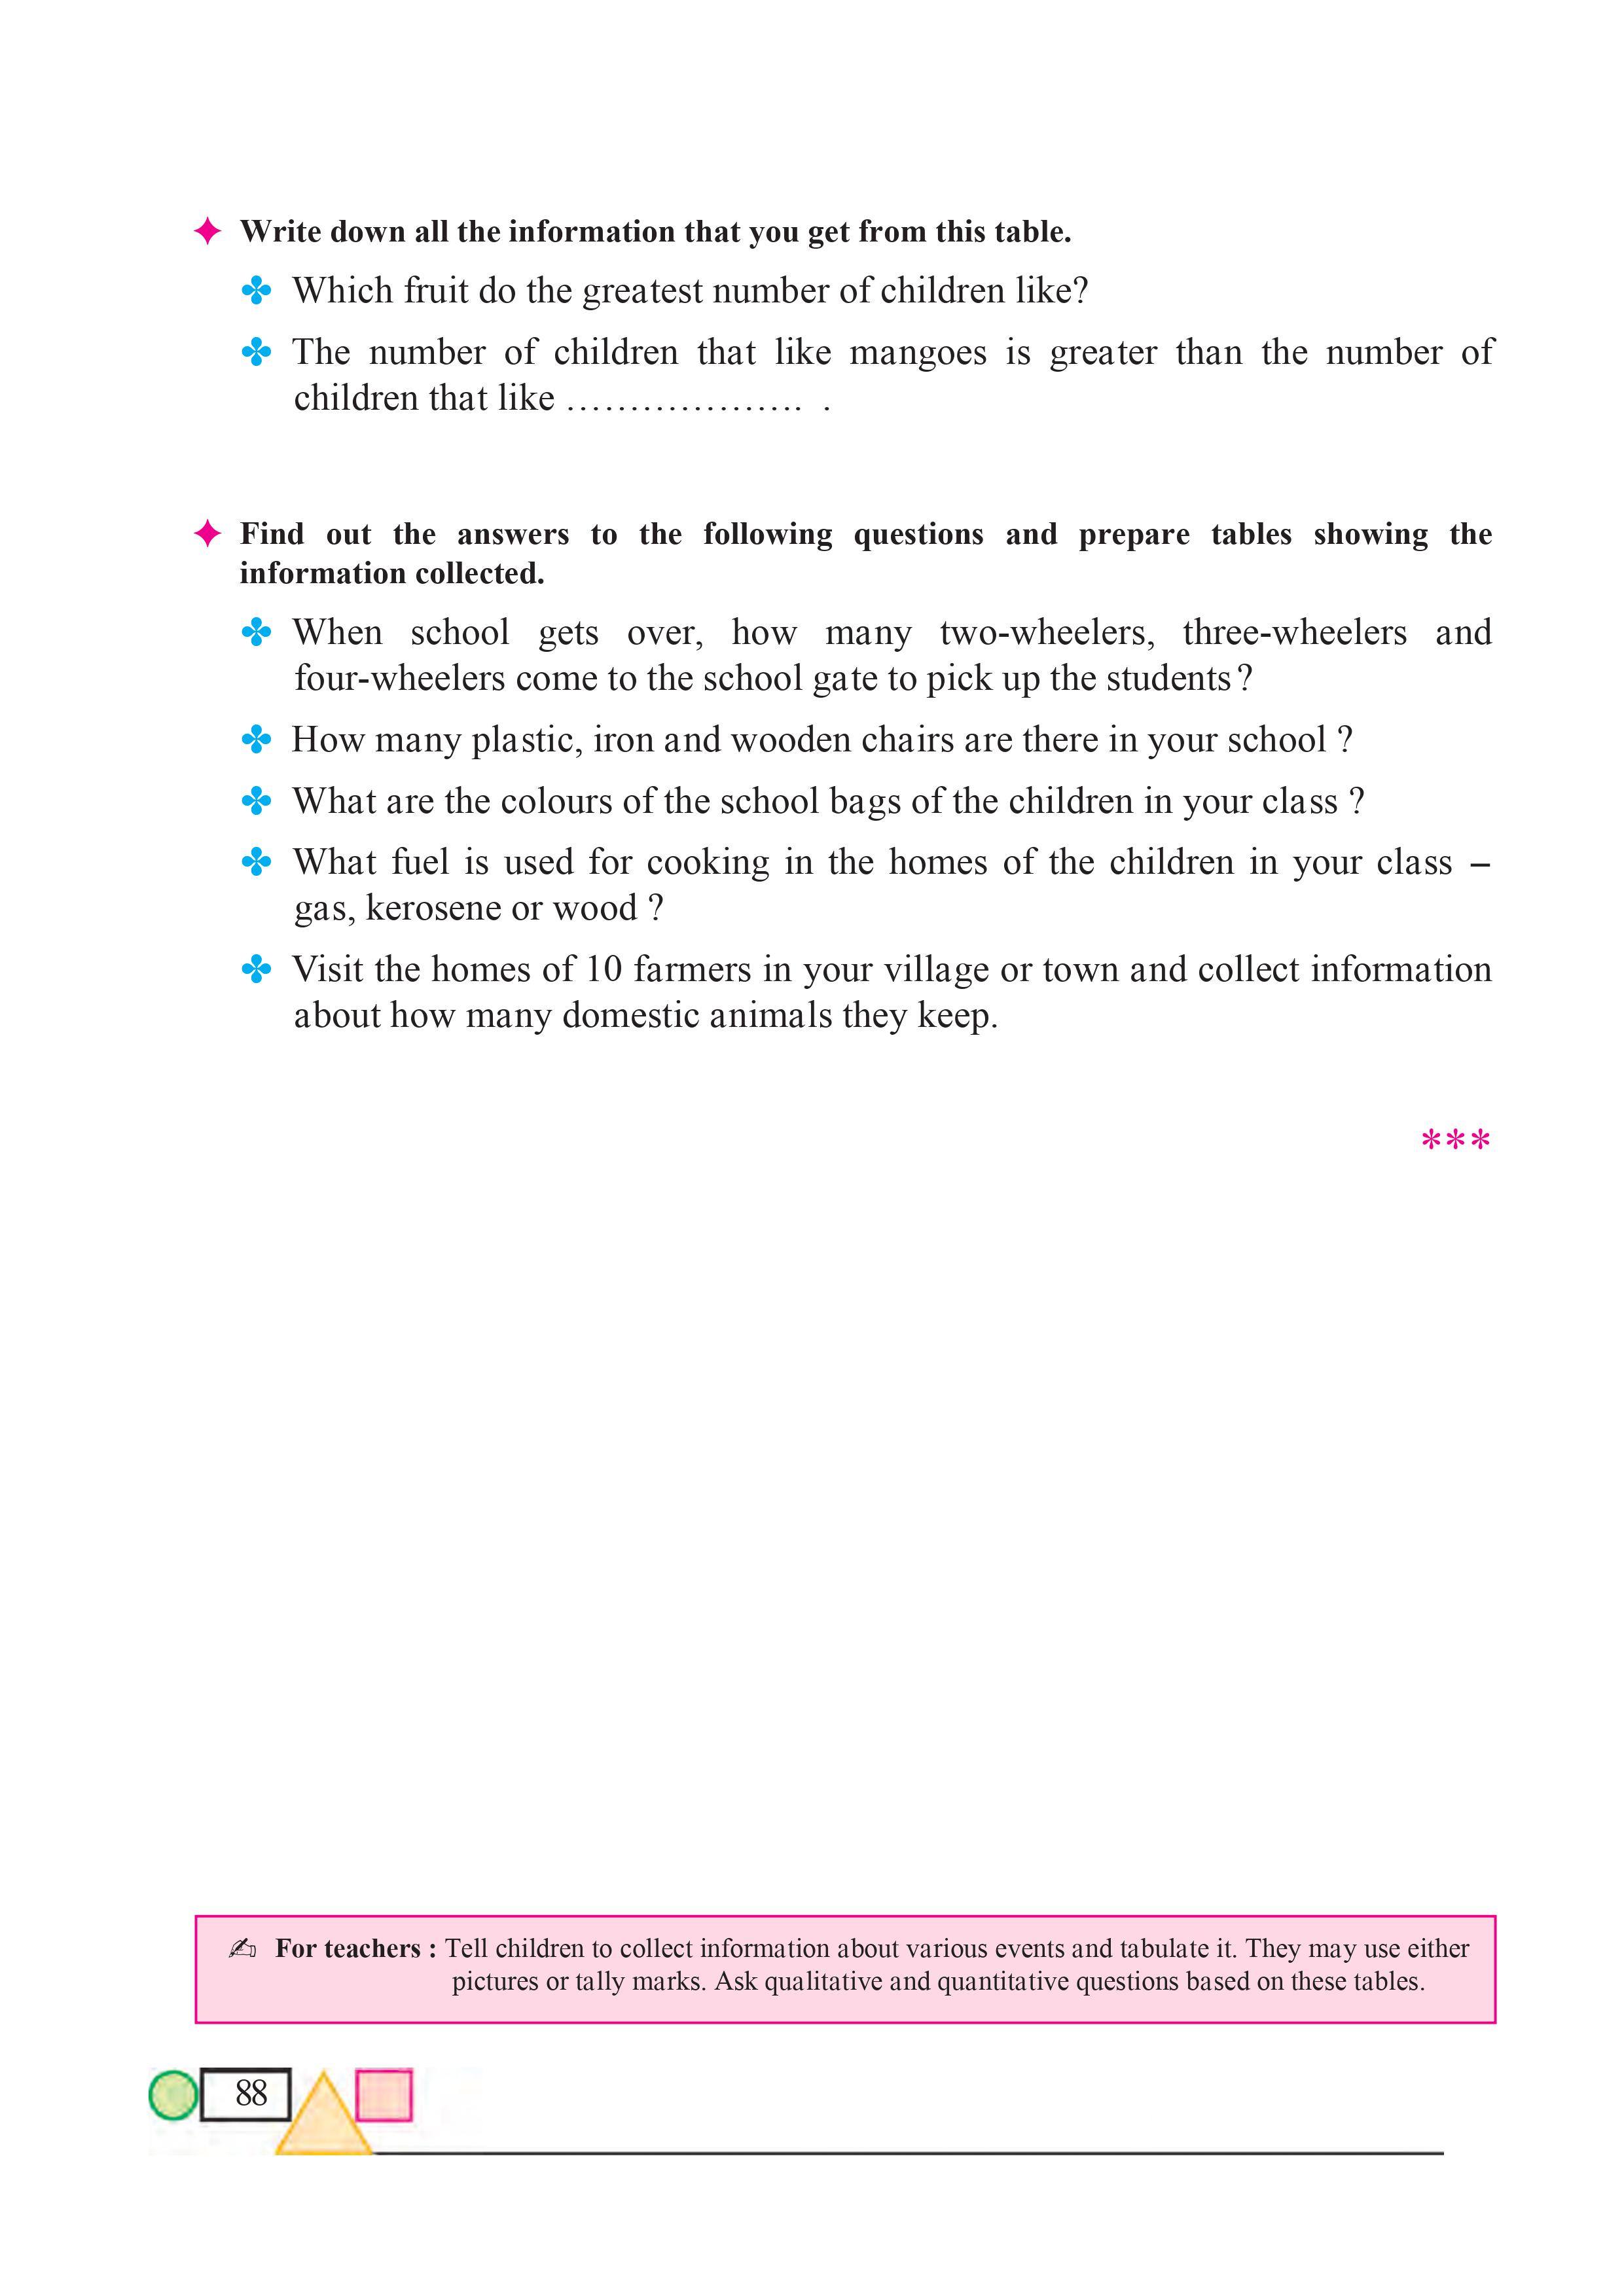 Write down all the information that you get from this table.
Which fruit do the greatest number of children like?
The number of children that like mangoes is greater than the number of
children that like ………………. .
Find out the answers to the following questions and prepare tables showing the
information collected.
When school gets over, how many two-wheelers, three-wheelers and
four-wheelers come to the school gate to pick up the students ?
How many plastic, iron and wooden chairs are there in your school ?
What are the colours of the school bags of the children in your class ?
What fuel is used for cooking in the homes of the children in your class –
gas, kerosene or wood ?
Visit the homes of 10 farmers in your village or town and collect information
about how many domestic animals they keep.
***
For teachers : Tell children to collect information about various events and tabulate it. They may use either
pictures or tally marks. Ask qualitative and quantitative questions based on these tables.
88